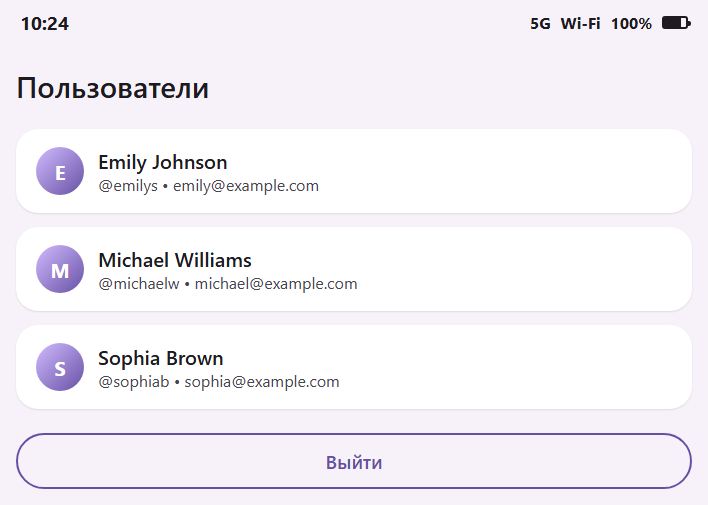 10:24 5G Wi-Fi 100%
Пользователи
E
Emily Johnson
@emilys • emily@example.com
M
Michael Williams
@michaelw • michael@example.com
S
Sophia Brown
@sophiab • sophia@example.com
Выйти